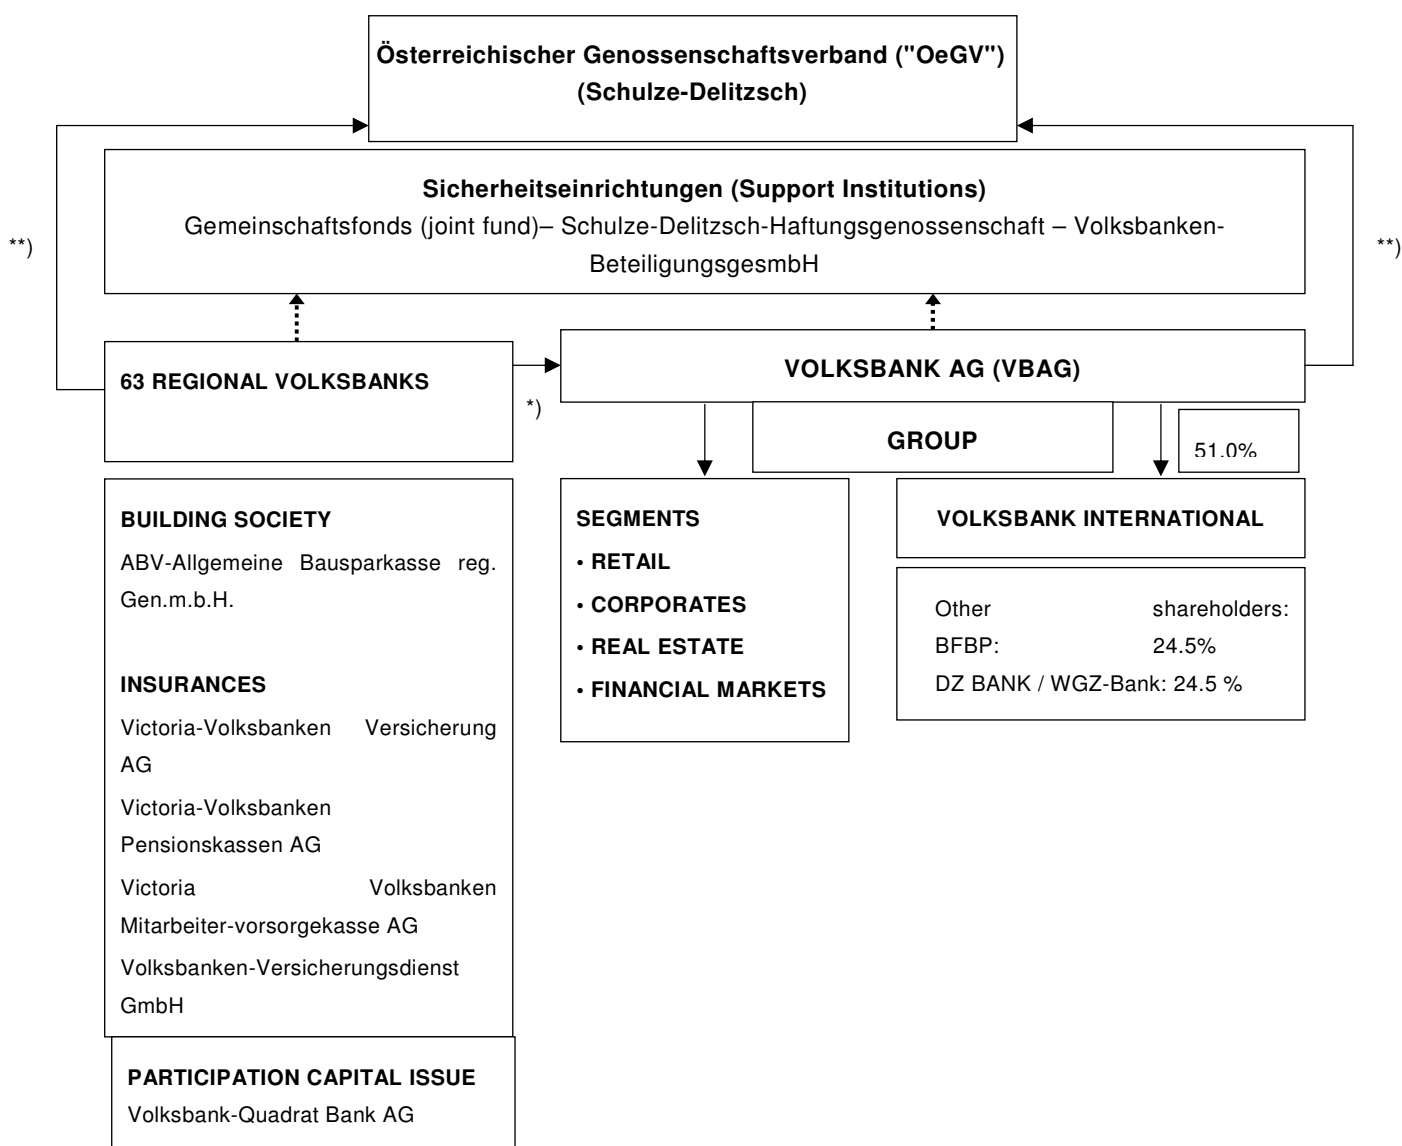 Österreichischer Genossenschaftsverband ("OeGV")
(Schulze-Delitzsch)
Sicherheitseinrichtungen (Support Institutions)
Gemeinschaftsfonds (joint fund)– Schulze-Delitzsch-Haftungsgenossenschaft – Volksbanken-
BeteiligungsgesmbH
**)
**)
63 REGIONAL VOLKSBANKS
*)
VOLKSBANK AG (VBAG)
GROUP
51.0%
BUILDING SOCIETY
ABV-Allgemeine Bausparkasse reg.
Gen.m.b.H.
INSURANCES
Victoria-Volksbanken Versicherung
AG
Victoria-Volksbanken
Pensionskassen AG
Victoria Volksbanken
Mitarbeiter-vorsorgekasse AG
Volksbanken-Versicherungsdienst
GmbH
PARTICIPATION CAPITAL ISSUE
Volksbank-Quadrat Bank AG
SEGMENTS
• RETAIL
• CORPORATES
• REAL ESTATE
• FINANCIAL MARKETS
VOLKSBANK INTERNATIONAL
Other shareholders:
BFBP: 24.5%
DZ BANK / WGZ-Bank: 24.5 %